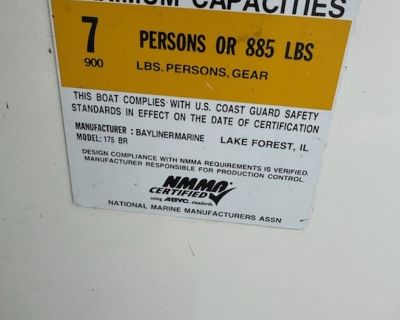 MAXIMUM CAPACITIES
7 PERSONS OR 885 LBS
900 LBS. PERSONS, GEAR
THIS BOAT COMPLIES WITH U.S. COAST GUARD SAFETY
STANDARDS IN EFFECT ON THE DATE OF CERTIFICATION
MANUFACTURER : BAYLINERMARINE LAKE FOREST, IL
MODEL: 175 BR
DESIGN COMPLIANCE WITH NMMA REQUIREMENTS IS VERIFIED.
MANUFACTURER RESPONSIBLE FOR PRODUCTION CONTROL.
NMMA
CERTIFIED
using ABYC standards
NATIONAL MARINE MANUFACTURERS ASSN